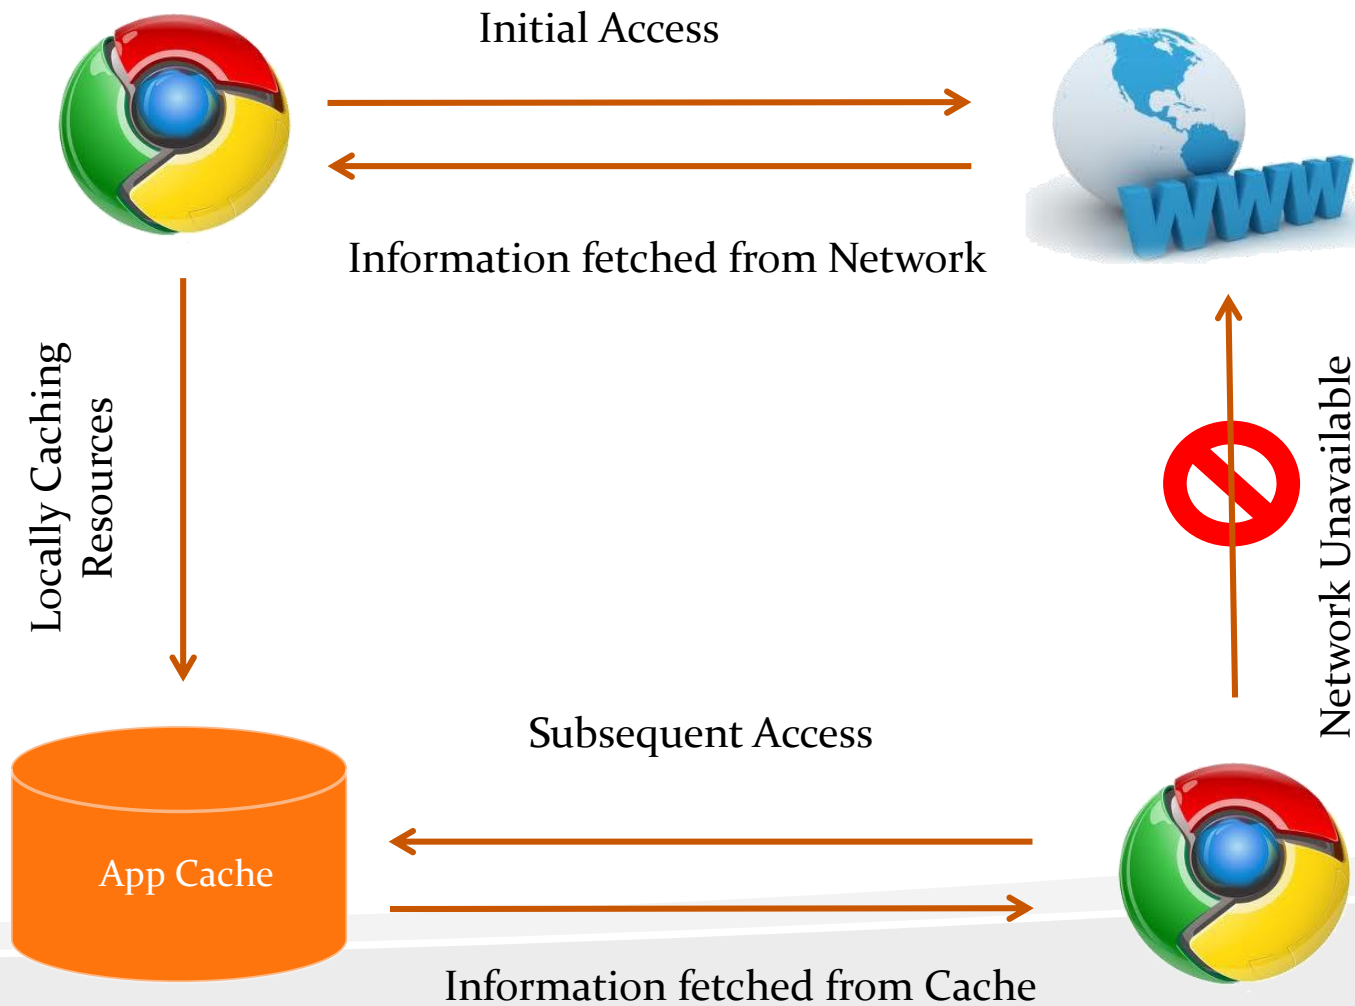 Initial Access
WWW
Information fetched from Network
Locally Caching
Resources
Network Unavailable
Subsequent Access
App Cache
Information fetched from Cache